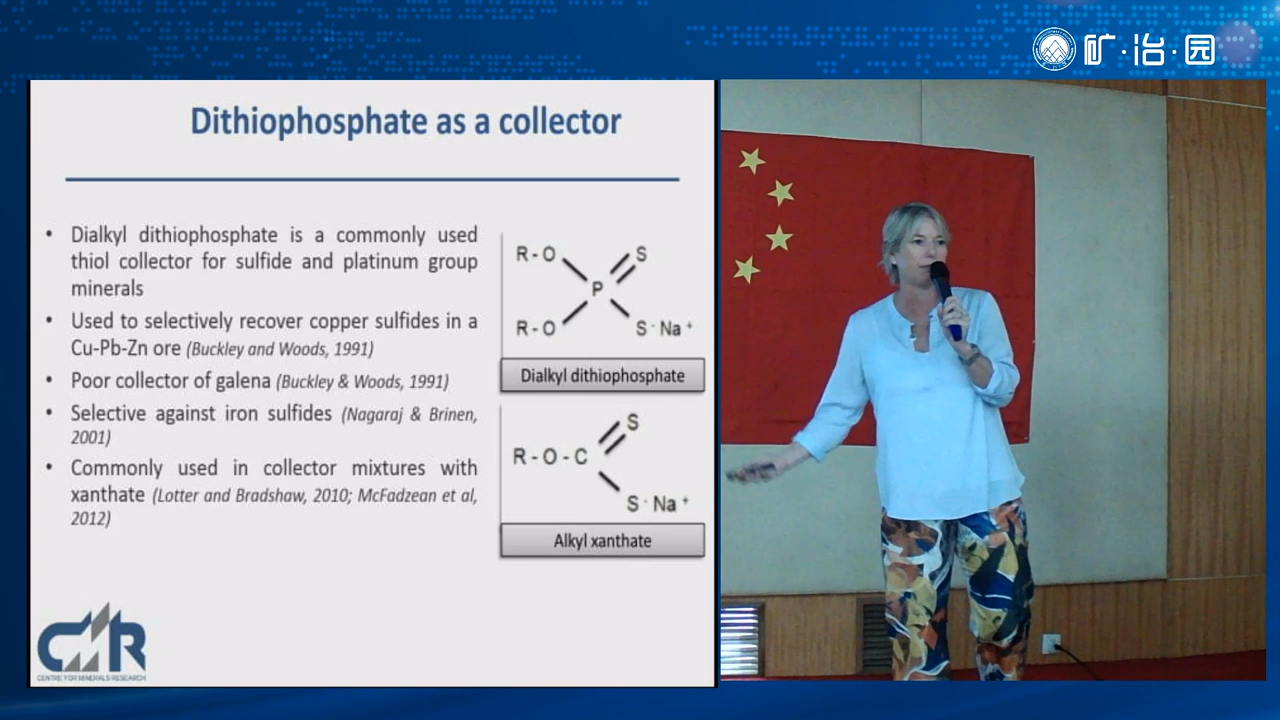 矿·冶·园
Dithiophosphate as a collector
• Dialkyl dithiophosphate is a commonly used
thiol collector for sulfide and platinum group
minerals
• Used to selectively recover copper sulfides in a
Cu-Pb-Zn ore (Buckley and Woods, 1991)
• Poor collector of galena (Buckley & Woods, 1991)
• Selective against iron sulfides (Nagaraj & Brinen,
2001)
• Commonly used in collector mixtures with
xanthate (Lotter and Bradshaw, 2010; McFadzean et al,
2012)
R-O S
P
R-O S - Na +
Dialkyl dithiophosphate
S
R-O-C
S - Na +
Alkyl xanthate
CMR
CENTRE FOR MINERALS RESEARCH